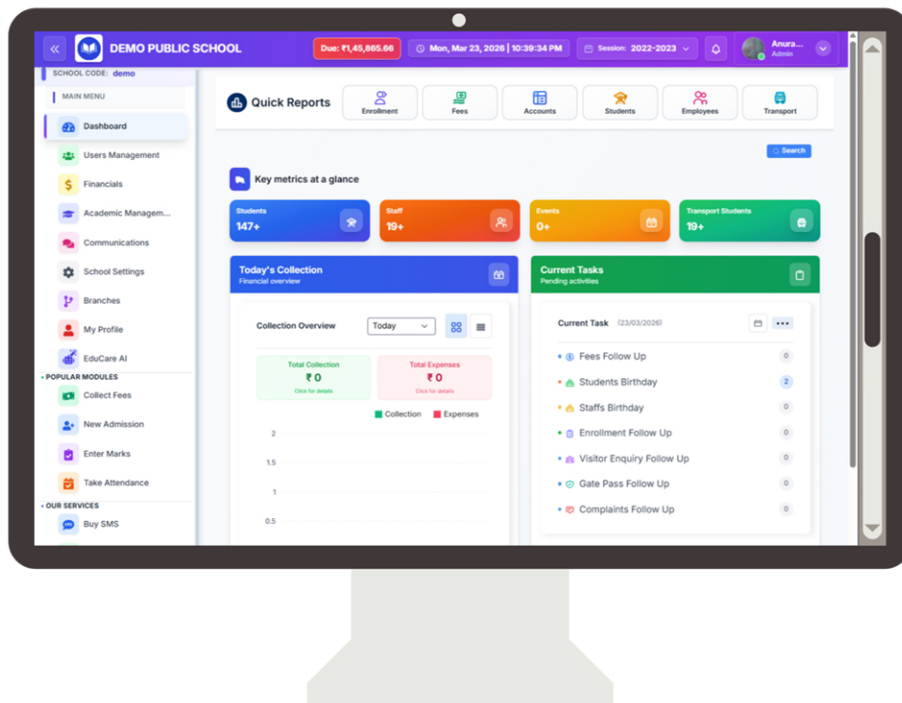 DEMO PUBLIC SCHOOL
Due: ₹1,45,865.66
Mon, Mar 23, 2026 | 10:39:34 PM
Session: 2022-2023
Anura...
Admin
SCHOOL CODE: demo
MAIN MENU
Dashboard
Users Management
Financials
Academic Managem...
Communications
School Settings
Branches
My Profile
EduCare AI
POPULAR MODULES
Collect Fees
New Admission
Enter Marks
Take Attendance
OUR SERVICES
Buy SMS
Quick Reports
Enrollment
Fees
Accounts
Students
Employees
Transport
Search
Key metrics at a glance
Students
147+
Staff
19+
Events
0+
Transport Students
19+
Today's Collection
Financial overview
Collection Overview
Today
Total Collection
₹ 0
Click for details
Total Expenses
₹ 0
Click for details
Collection
Expenses
2
1.5
1
0.5
Current Tasks
Pending activities
Current Task (23/03/2026)
Fees Follow Up 0
Students Birthday 2
Staffs Birthday 0
Enrollment Follow Up 0
Visitor Enquiry Follow Up 0
Gate Pass Follow Up 0
Complaints Follow Up 0